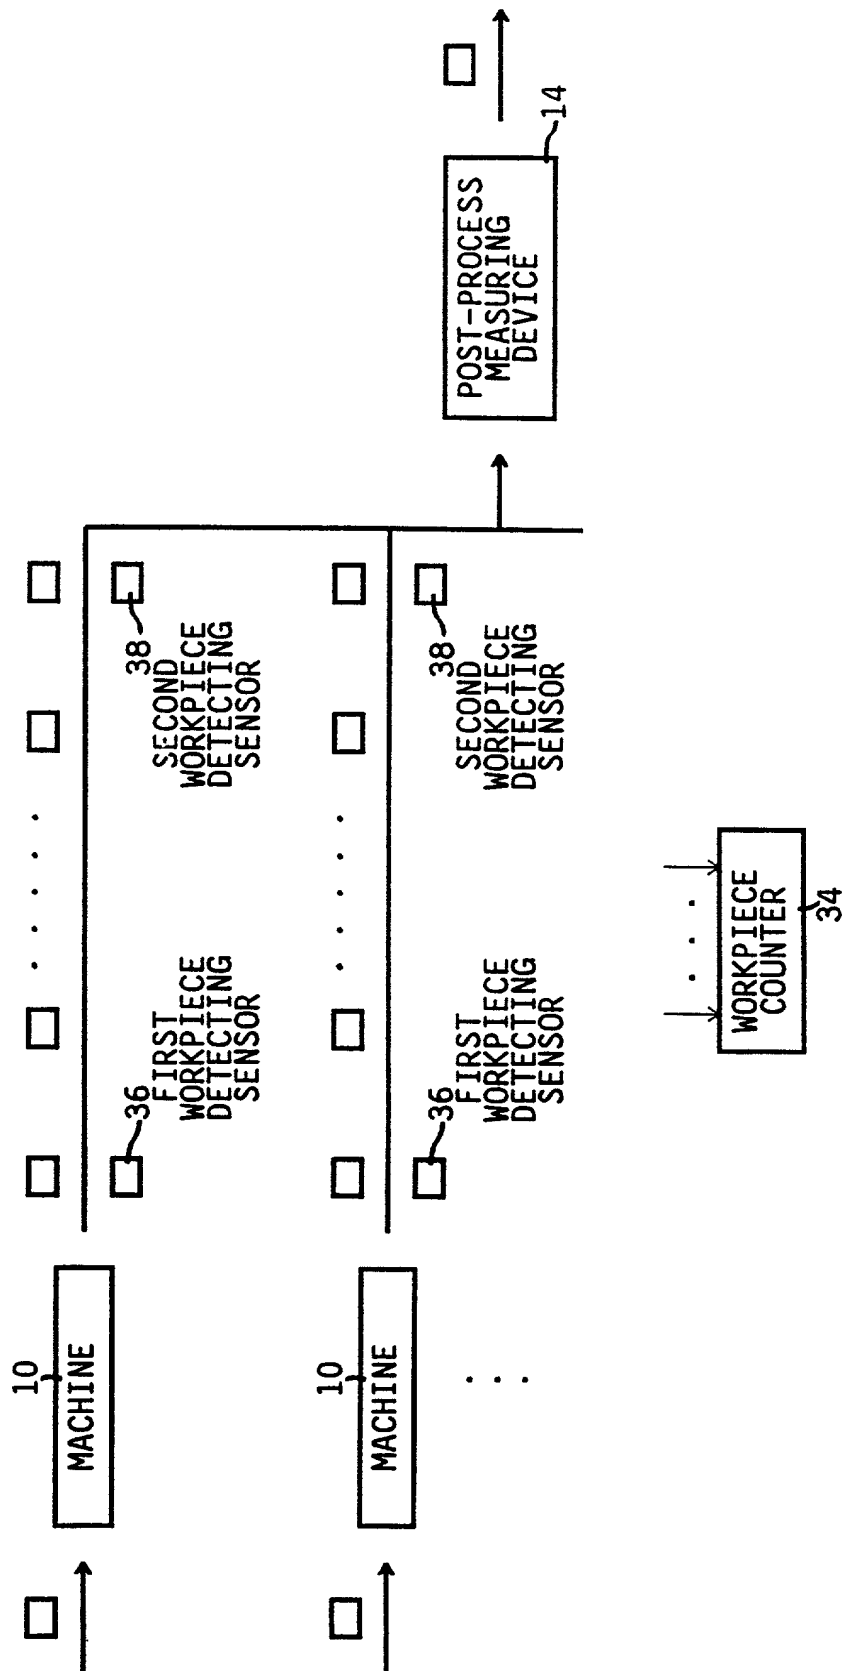 10
MACHINE
36
FIRST
WORKPIECE
DETECTING
SENSOR
38
SECOND
WORKPIECE
DETECTING
SENSOR
10
MACHINE
36
FIRST
WORKPIECE
DETECTING
SENSOR
38
SECOND
WORKPIECE
DETECTING
SENSOR
POST-PROCESS
MEASURING
DEVICE
14
WORKPIECE
COUNTER
34